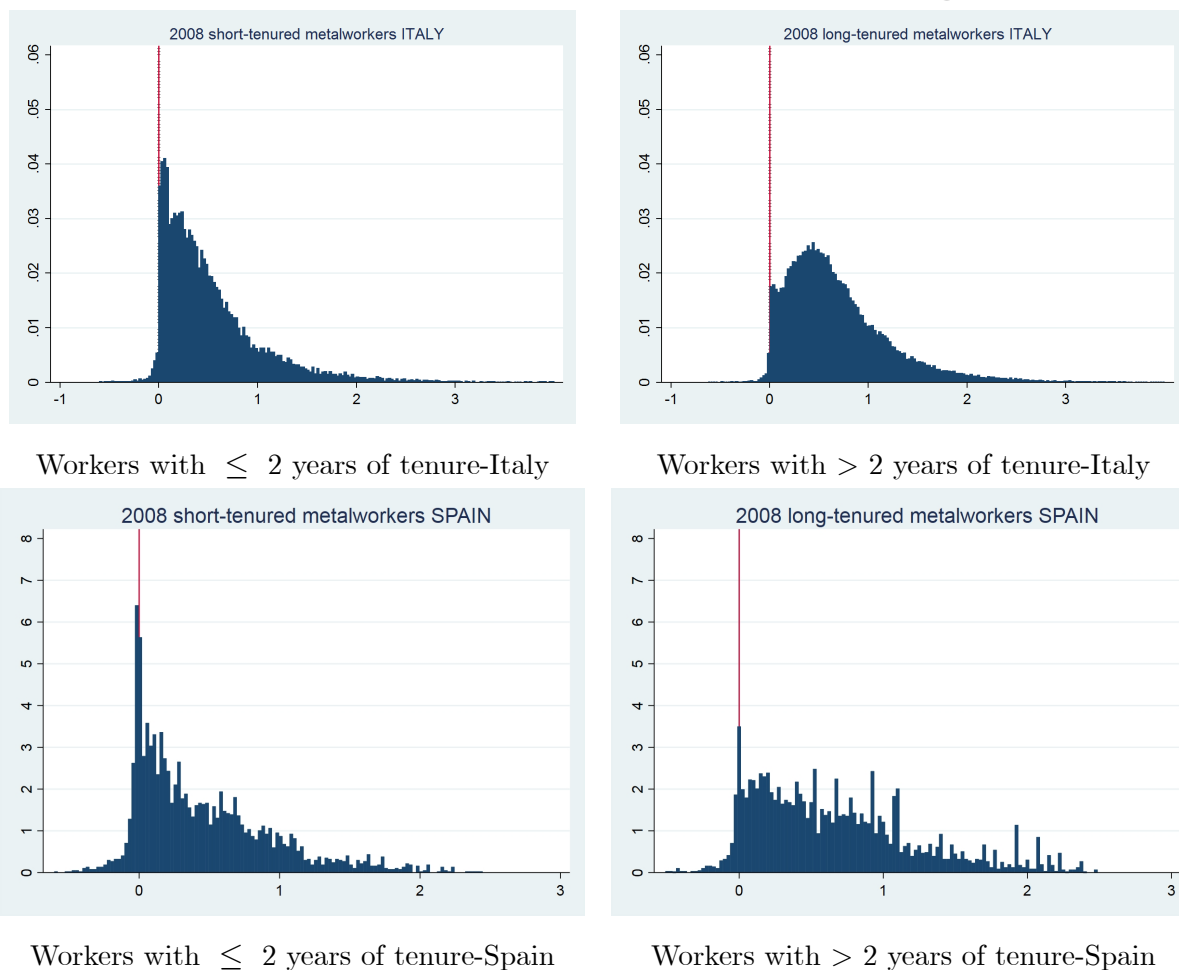 2008 short-tenured metalworkers ITALY
.06
.05
.04
.03
.02
.01
0
-1 0 1 2 3
2008 long-tenured metalworkers ITALY
.06
.05
.04
.03
.02
.01
0
-1 0 1 2 3
Workers with ≤ 2 years of tenure-Italy
Workers with > 2 years of tenure-Italy
2008 short-tenured metalworkers SPAIN
8
7
6
5
4
3
2
1
0
0 1 2 3
2008 long-tenured metalworkers SPAIN
8
7
6
5
4
3
2
1
0
0 1 2 3
Workers with ≤ 2 years of tenure-Spain
Workers with > 2 years of tenure-Spain